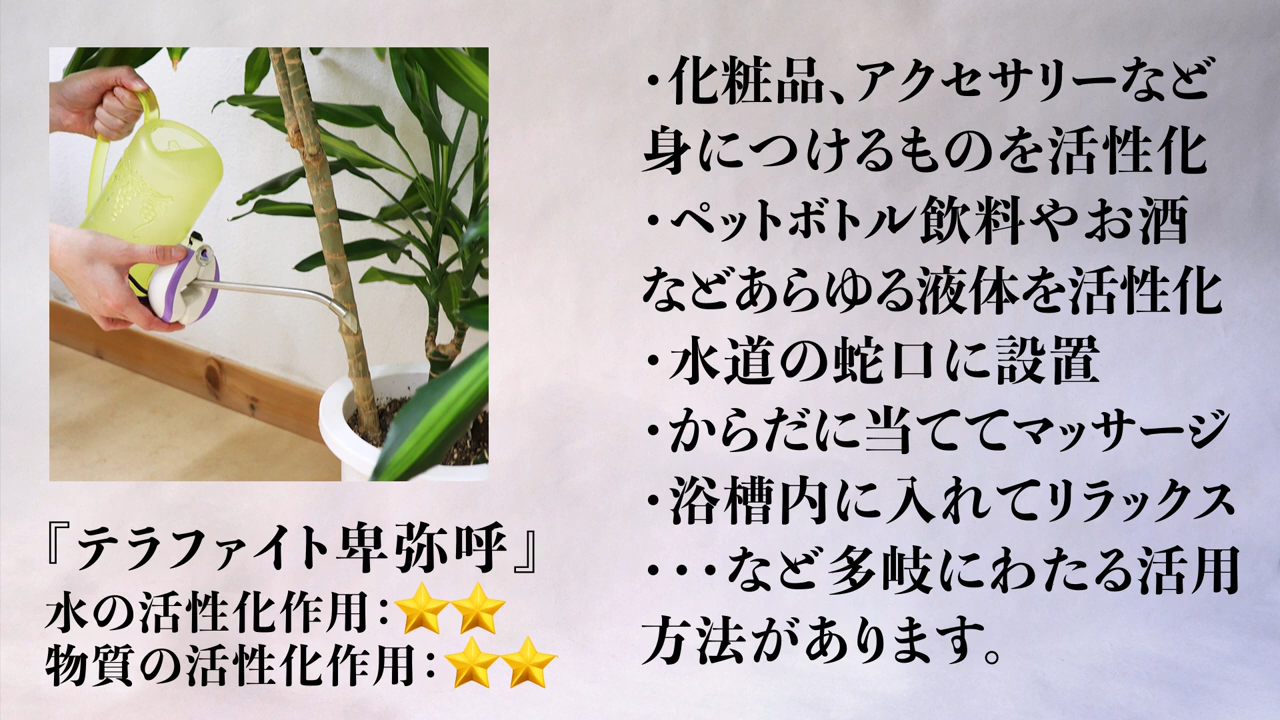 『テラファイト卑弥呼』
水の活性化作用：⭐⭐
物質の活性化作用：⭐⭐
・化粧品、アクセサリーなど
身につけるものを活性化
・ペットボトル飲料やお酒
などあらゆる液体を活性化
・水道の蛇口に設置
・からだに当ててマッサージ
・浴槽内に入れてリラックス
・・・など多岐にわたる活用
方法があります。